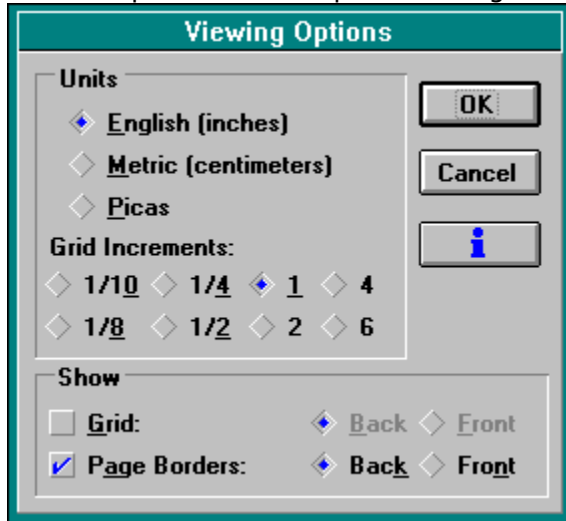 Viewing Options
Units
English (inches)
Metric (centimeters)
Picas
Grid Increments:
1/10 1/4 1 4
1/8 1/2 2 6
OK
Cancel
i
Show
Grid: Back Front
Page Borders: Back Front